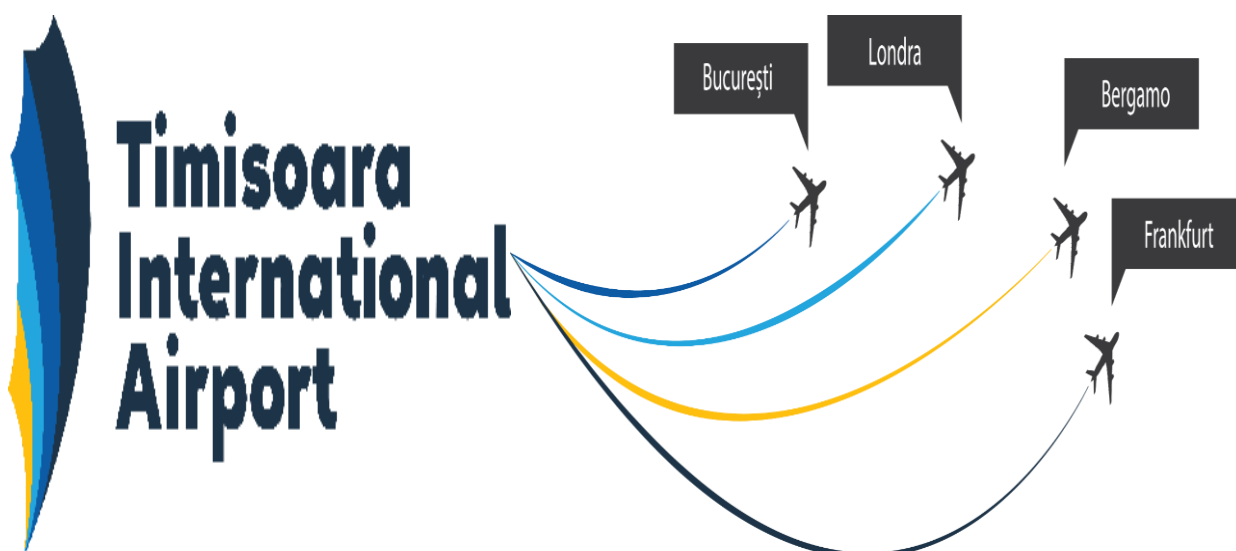 Timisoara
International
Airport
București
Londra
Bergamo
Frankfurt